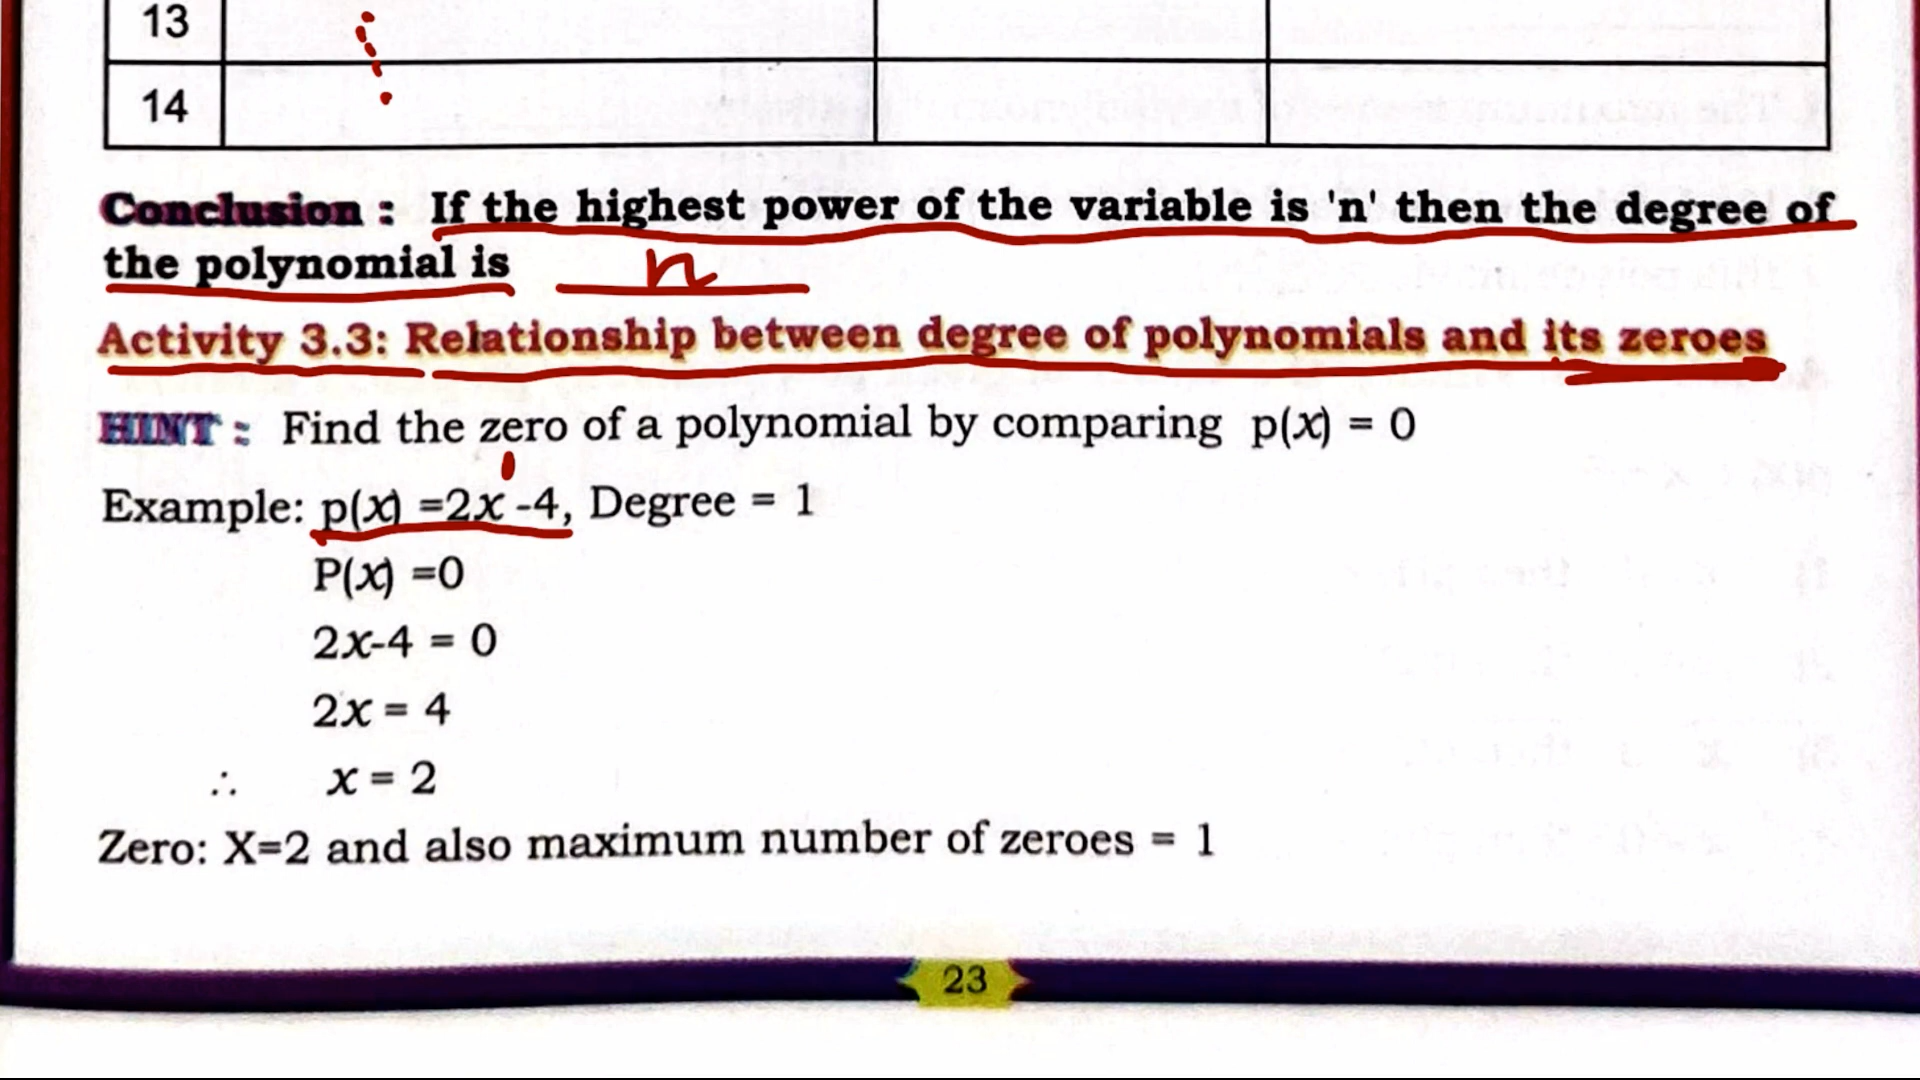 13
14
Conclusion : If the highest power of the variable is 'n' then the degree of
the polynomial is n
Activity 3.3: Relationship between degree of polynomials and its zeroes
HINT : Find the zero of a polynomial by comparing p(x) = 0
Example: p(x) =2x -4, Degree = 1
P(x) =0
2x-4 = 0
2x = 4
∴ x = 2
Zero: X=2 and also maximum number of zeroes = 1
23